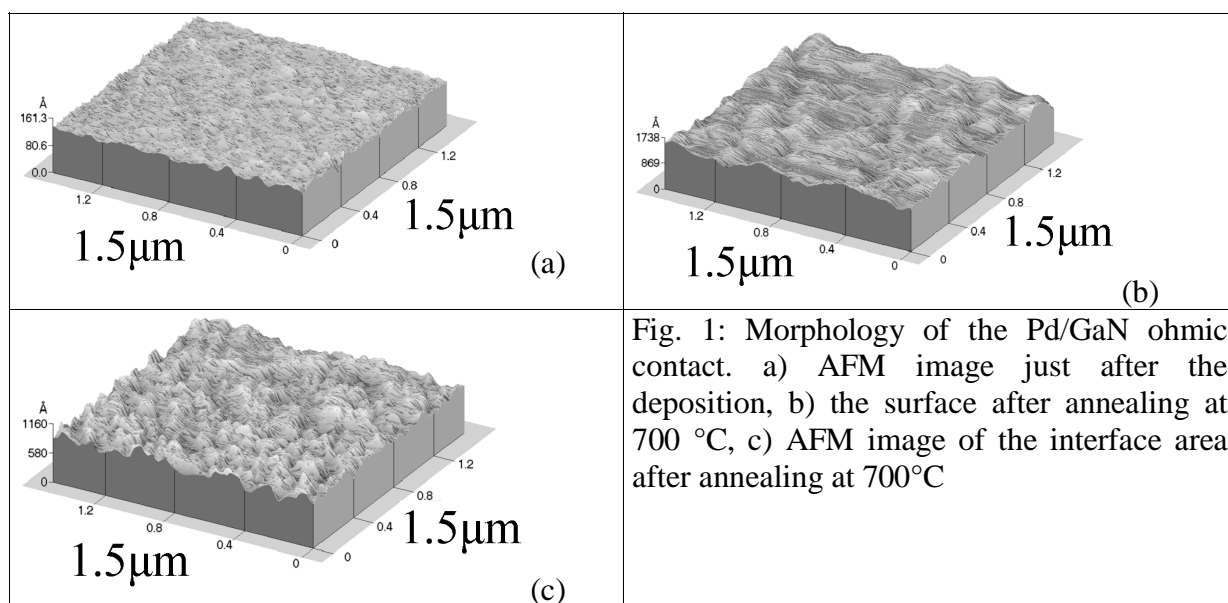 Å
161.3
80.6
0.0
1.2
0.8
0.4
0
0
0.4
0.8
1.2
1.5µm
1.5µm
(a)
Å
1738
869
0
1.2
0.8
0.4
0
0
0.4
0.8
1.2
1.5µm
1.5µm
(b)
Å
1160
580
0
1.2
0.8
0.4
0
0
0.4
0.8
1.2
1.5µm
1.5µm
(c)
Fig. 1: Morphology of the Pd/GaN ohmic
contact. a) AFM image just after the
deposition, b) the surface after annealing at
700 °C, c) AFM image of the interface area
after annealing at 700°C